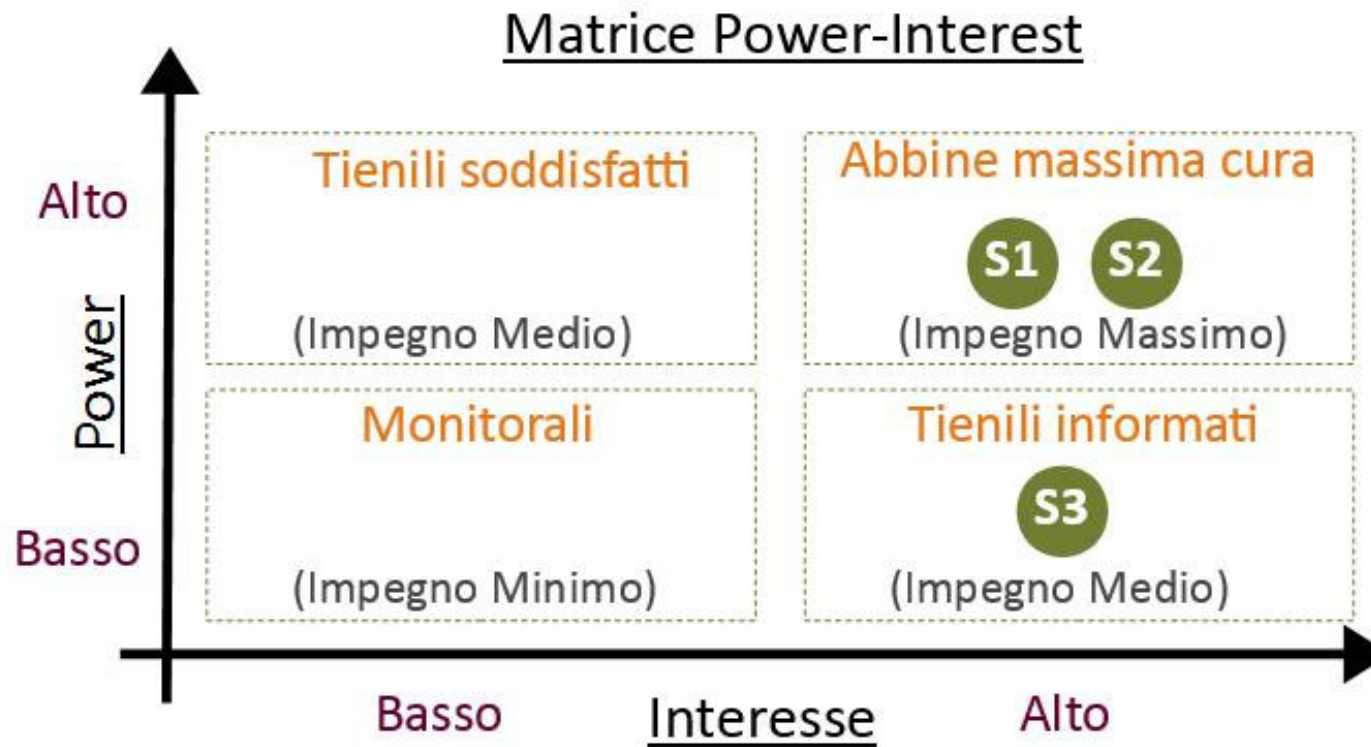 Matrice Power-Interest
Alto
Power
Basso
Tienili soddisfatti
(Impegno Medio)
Abbine massima cura
S1 S2
(Impegno Massimo)
Monitorali
(Impegno Minimo)
Tienili informati
S3
(Impegno Medio)
Basso
Interesse
Alto